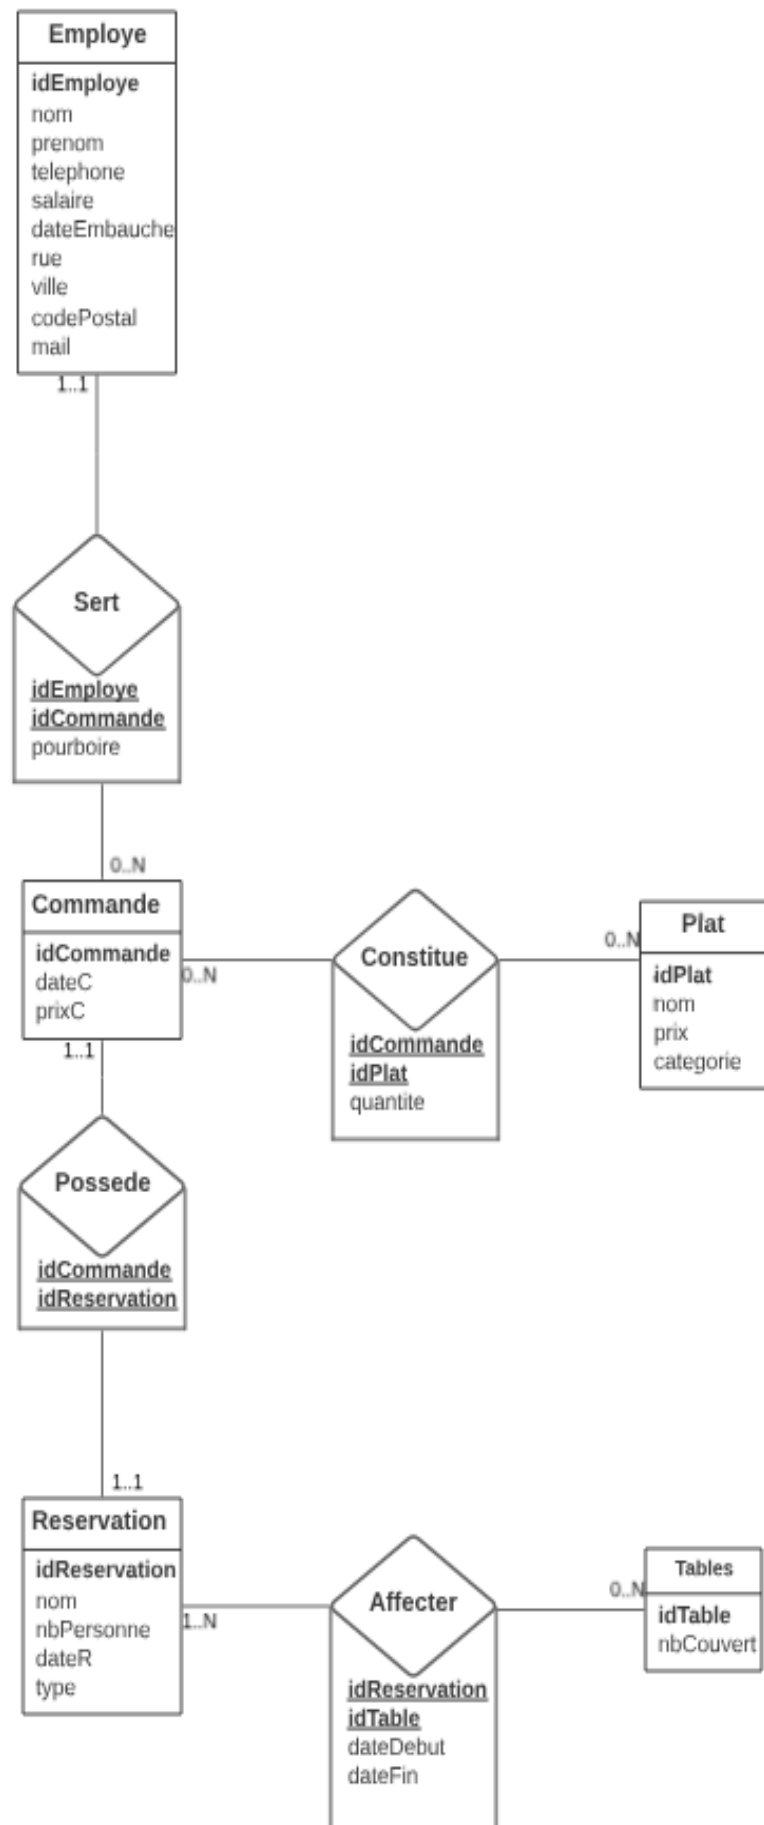 Employe
idEmploye
nom
prenom
telephone
salaire
dateEmbauche
rue
ville
codePostal
mail
1..1
Sert
idEmploye
idCommande
pourboire
0..N
Commande
idCommande
dateC
prixC
0..N
1..1
Constitue
idCommande
idPlat
quantite
0..N
Plat
idPlat
nom
prix
categorie
Possede
idCommande
idReservation
1..1
Reservation
idReservation
nom
nbPersonne
dateR
type
1..N
Affecter
idReservation
idTable
dateDebut
dateFin
0..N
Tables
idTable
nbCouvert